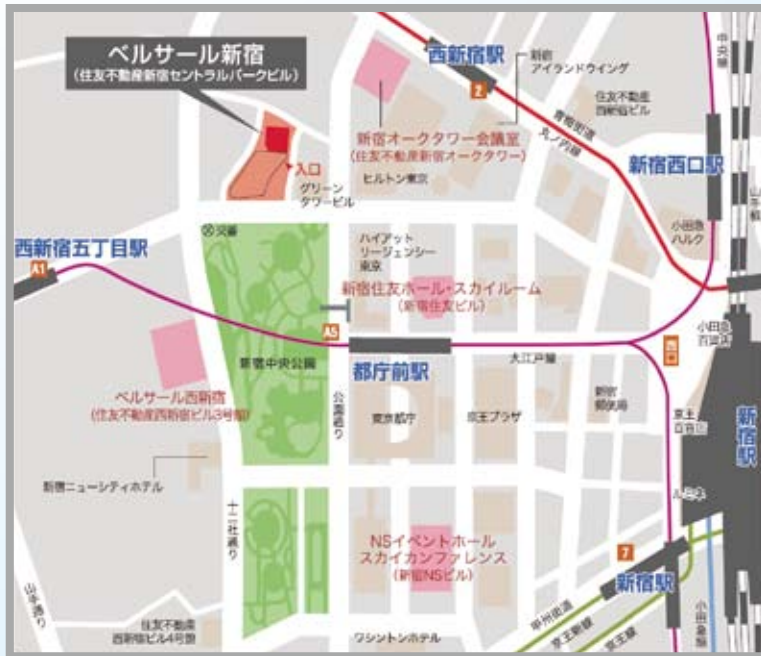 ベルサール新宿
(住友不動産新宿セントラルパークビル)
西新宿駅
2
新宿
アイランドウイング
中央線
青梅街道
丸ノ内線
住友不動産
西新宿ビル
新宿オークタワー会議室
(住友不動産新宿オークタワー)
新宿西口駅
山手線
入口
グリーン
タワービル
ヒルトン東京
小田急
ハルク
交番
西新宿五丁目駅
A1
ハイアット
リージェンシー
東京
新宿住友ホール・スカイルーム
(新宿住友ビル)
A5
小田急
百貨店
西
新宿中央公園
都庁前駅
大江戸線
ベルサール西新宿
(住友不動産西新宿ビル3号館)
公園通り
東京都庁
京王プラザ
新宿
郵便局
京王
百貨店
新宿駅
新宿ニューシティホテル
ルミネ
十二社通り
NSイベントホール
スカイカンファレンス
(新宿NSビル)
7
新宿駅
山手通り
住友不動産
西新宿ビル4号館
ワシントンホテル
甲州街道
京王新線
京王線
小田急線